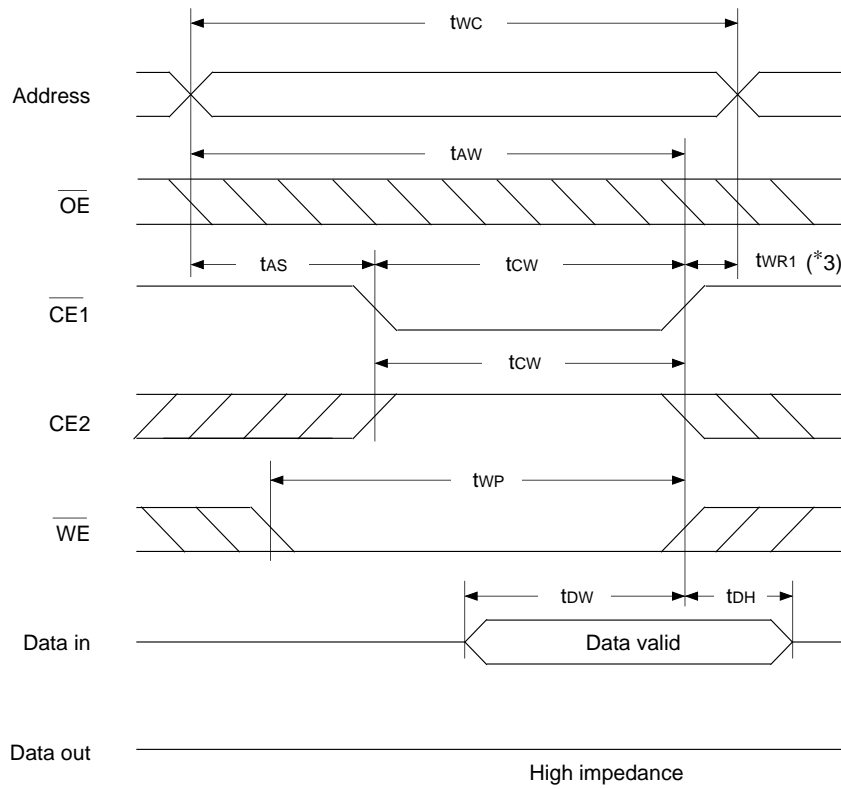 tWC
Address
tAW
OE
tAS tCW tWR1 (*3)
CE1
tCW
CE2
tWP
WE
tDW tDH
Data in Data valid
Data out
High impedance